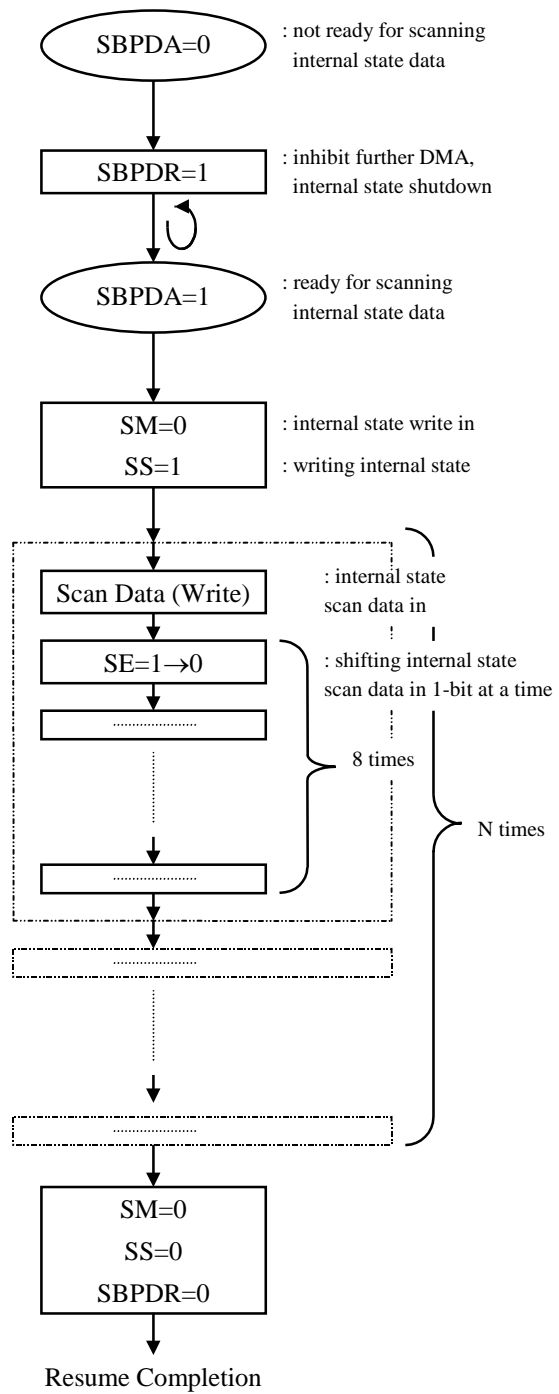 SBPDA=0
: not ready for scanning
internal state data
SBPDR=1
: inhibit further DMA,
internal state shutdown
SBPDA=1
: ready for scanning
internal state data
SM=0
: internal state write in
SS=1
: writing internal state
Scan Data (Write)
: internal state
scan data in
SE=1→0
: shifting internal state
scan data in 1-bit at a time
8 times
N times
SM=0
SS=0
SBPDR=0
Resume Completion